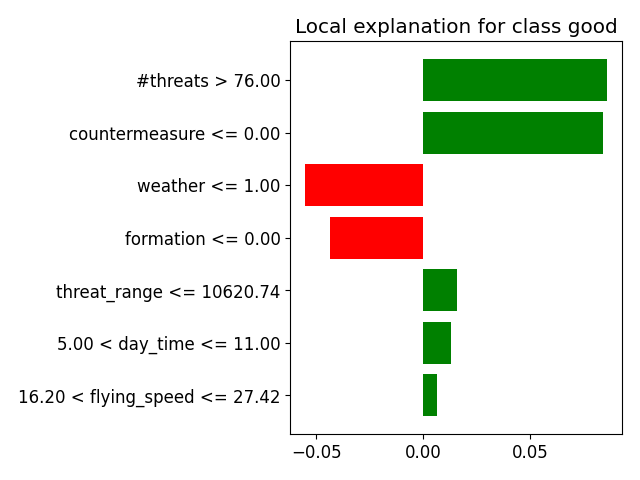 Local explanation for class good
#threats > 76.00
countermeasure <= 0.00
weather <= 1.00
formation <= 0.00
threat_range <= 10620.74
5.00 < day_time <= 11.00
16.20 < flying_speed <= 27.42
−0.05 0.00 0.05